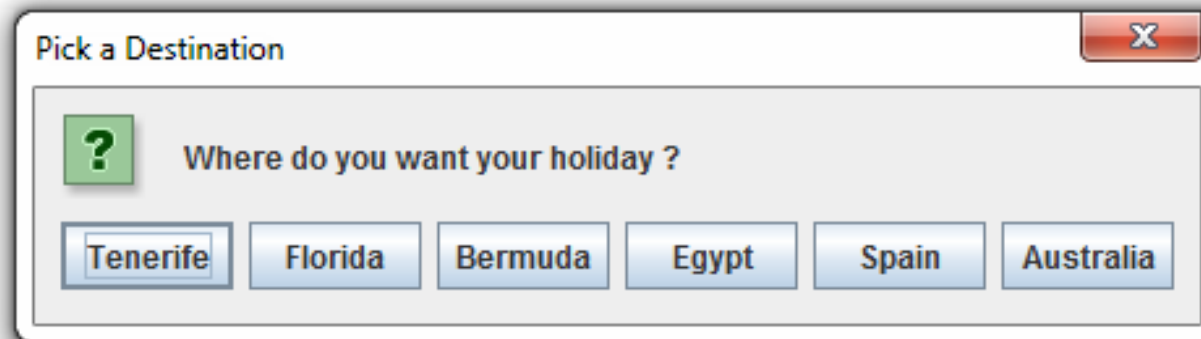 Pick a Destination
x
?
Where do you want your holiday ?
Tenerife Florida Bermuda Egypt Spain Australia